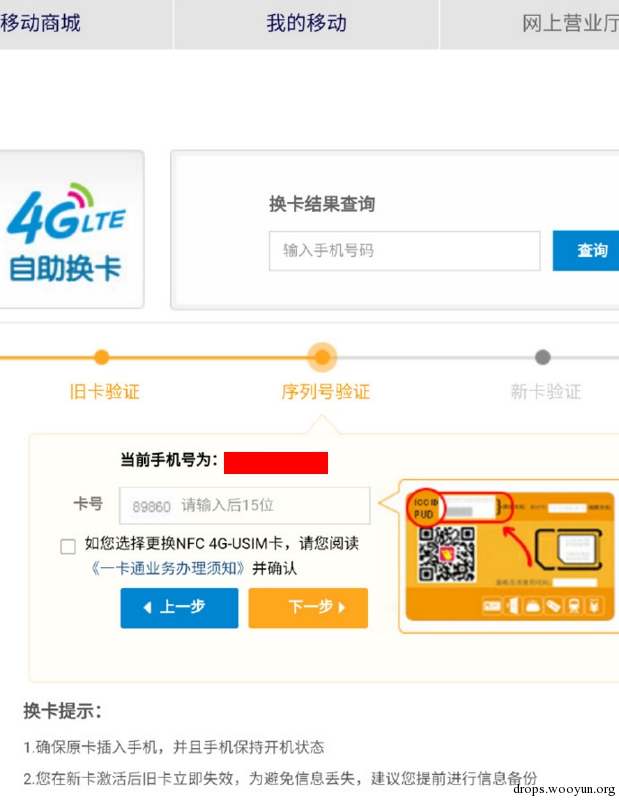 移动商城
我的移动
网上营业厅
4G LTE
自助换卡
换卡结果查询
输入手机号码
查询
旧卡验证
序列号验证
新卡验证
当前手机号为：
卡号
89860 请输入后15位
ICCID
PUD
如您选择更换NFC 4G-USIM卡，请您阅读
《一卡通业务办理须知》并确认
上一步
下一步
换卡提示：
1.确保原卡插入手机，并且手机保持开机状态
2.您在新卡激活后旧卡立即失效，为避免信息丢失，建议您提前进行信息备份
drops.wooyun.org